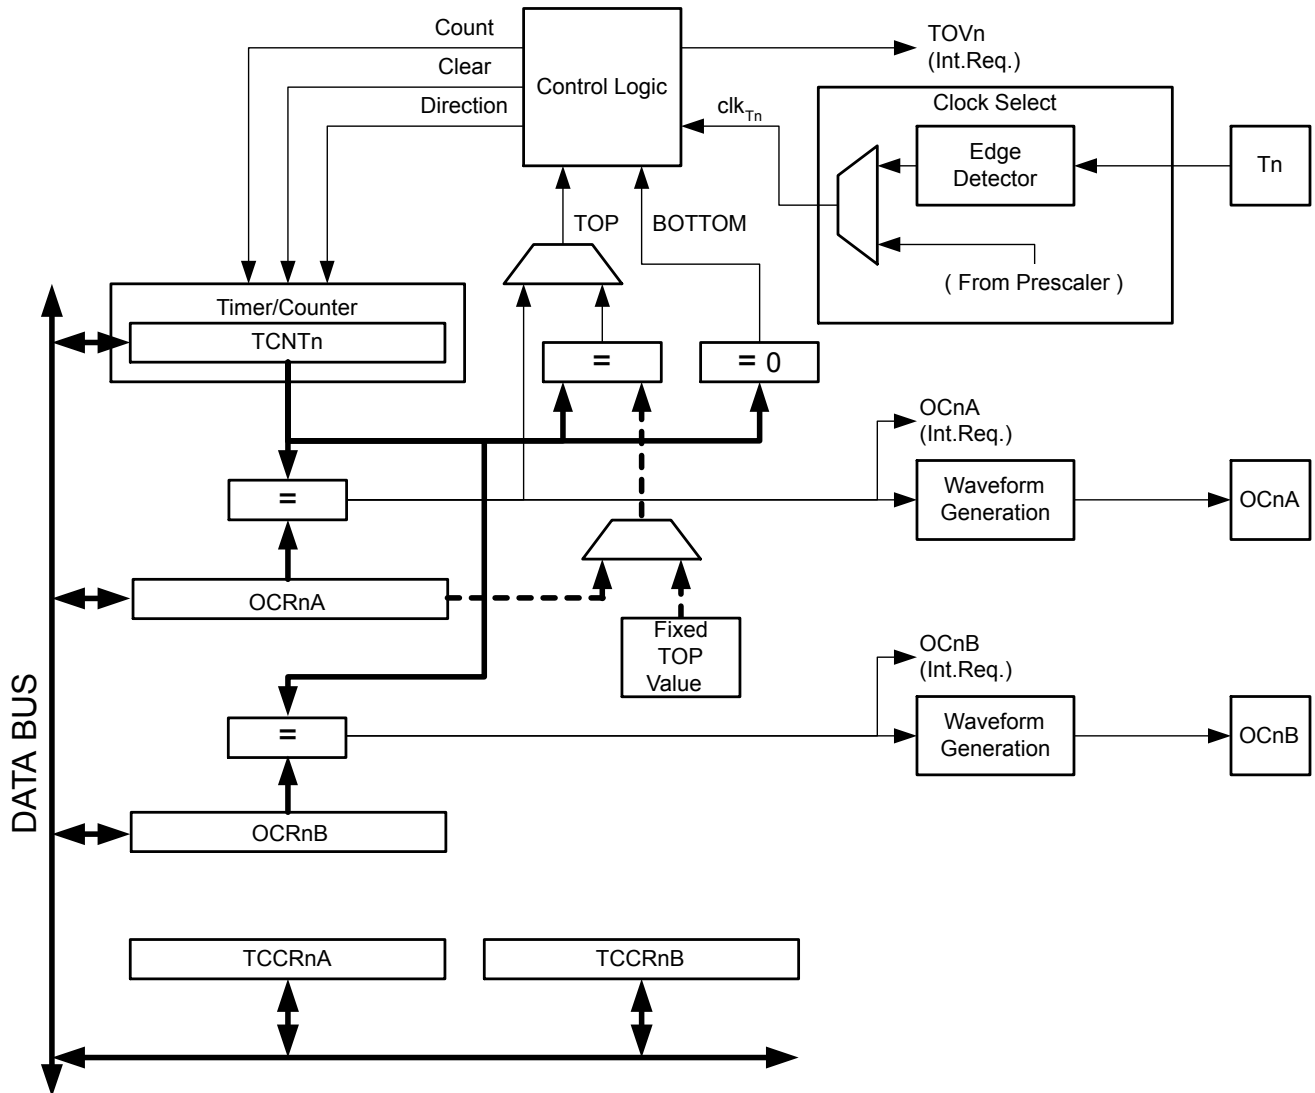 Count
Clear
Direction
Control Logic
TOVn
(Int.Req.)
clkTn
Clock Select
Edge
Detector
Tn
( From Prescaler )
TOP
BOTTOM
Timer/Counter
TCNTn
=
= 0
OCnA
(Int.Req.)
=
Waveform
Generation
OCnA
OCRnA
Fixed
TOP
Value
OCnB
(Int.Req.)
=
Waveform
Generation
OCnB
DATA BUS
OCRnB
TCCRnA
TCCRnB